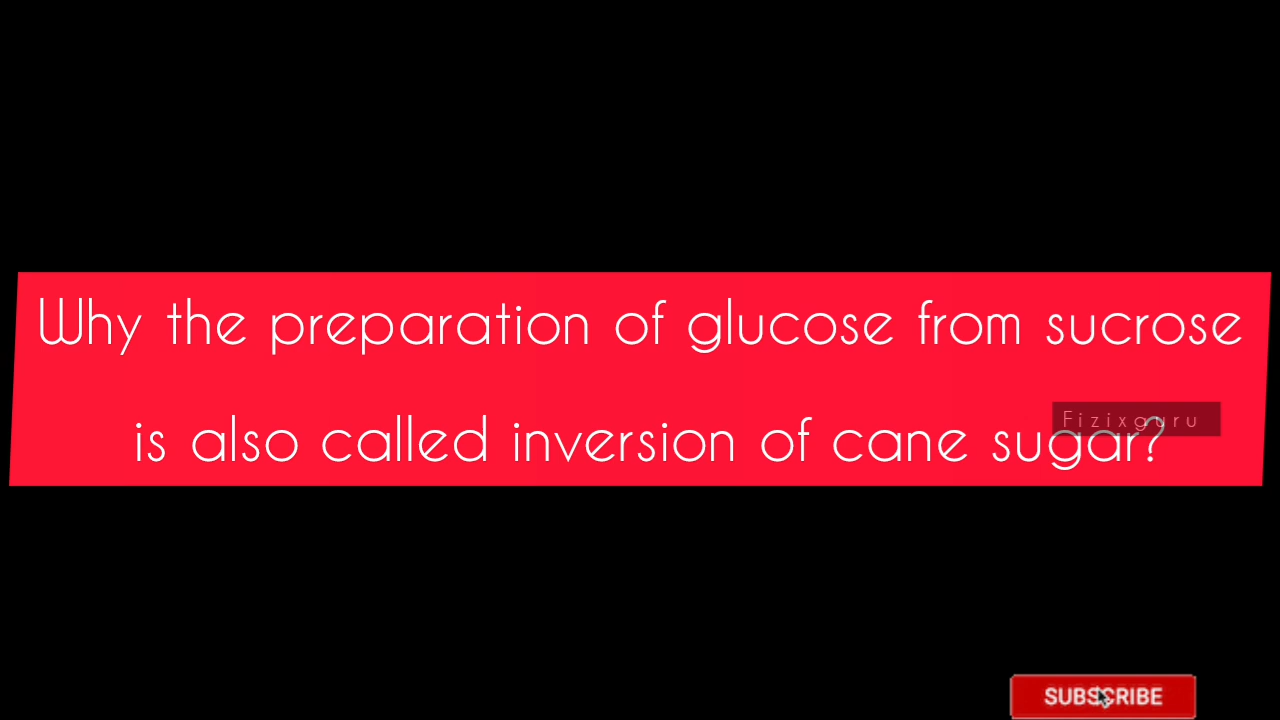 Why the preparation of glucose from sucrose
is also called inversion of cane sugar?
Fizixguru
SUBSCRIBE